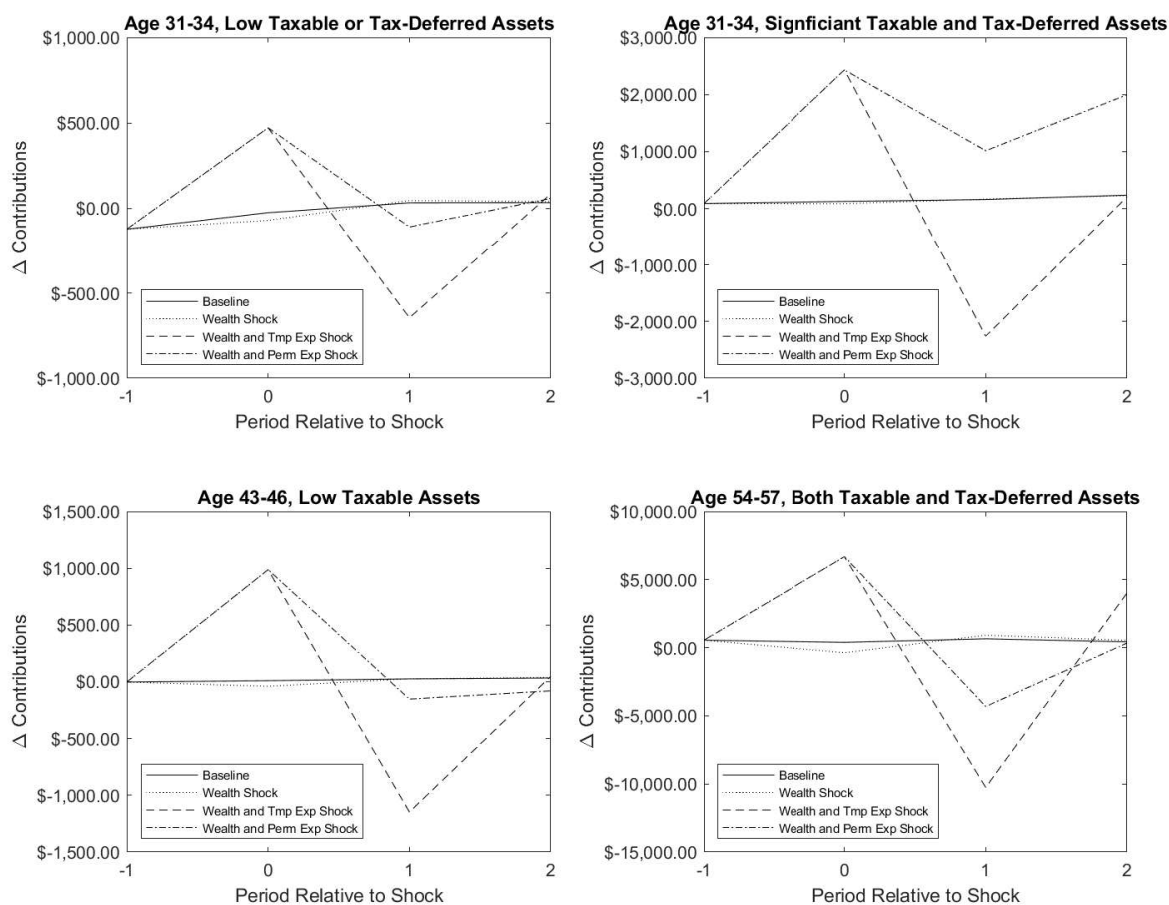 Age 31-34, Low Taxable or Tax-Deferred Assets
$1,000.00
$500.00
$0.00
$-500.00
$-1,000.00
Δ Contributions
Baseline
Wealth Shock
Wealth and Tmp Exp Shock
Wealth and Perm Exp Shock
-1
0
1
2
Period Relative to Shock
Age 31-34, Signficiant Taxable and Tax-Deferred Assets
$3,000.00
$2,000.00
$1,000.00
$0.00
$-1,000.00
$-2,000.00
$-3,000.00
Δ Contributions
Baseline
Wealth Shock
Wealth and Tmp Exp Shock
Wealth and Perm Exp Shock
-1
0
1
2
Period Relative to Shock
Age 43-46, Low Taxable Assets
$1,500.00
$1,000.00
$500.00
$0.00
$-500.00
$-1,000.00
$-1,500.00
Δ Contributions
Baseline
Wealth Shock
Wealth and Tmp Exp Shock
Wealth and Perm Exp Shock
-1
0
1
2
Period Relative to Shock
Age 54-57, Both Taxable and Tax-Deferred Assets
$10,000.00
$5,000.00
$0.00
$-5,000.00
$-10,000.00
$-15,000.00
Δ Contributions
Baseline
Wealth Shock
Wealth and Tmp Exp Shock
Wealth and Perm Exp Shock
-1
0
1
2
Period Relative to Shock